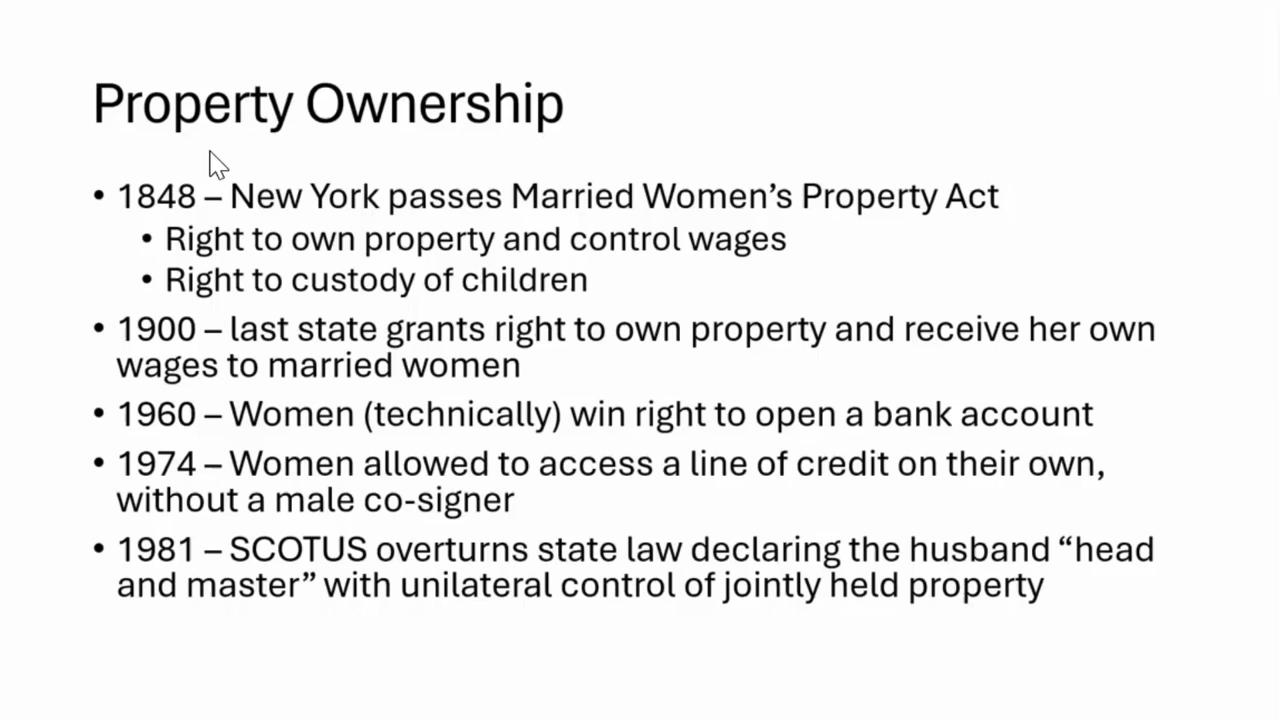 Property Ownership
• 1848 – New York passes Married Women’s Property Act
• Right to own property and control wages
• Right to custody of children
• 1900 – last state grants right to own property and receive her own
wages to married women
• 1960 – Women (technically) win right to open a bank account
• 1974 – Women allowed to access a line of credit on their own,
without a male co-signer
• 1981 – SCOTUS overturns state law declaring the husband “head
and master” with unilateral control of jointly held property